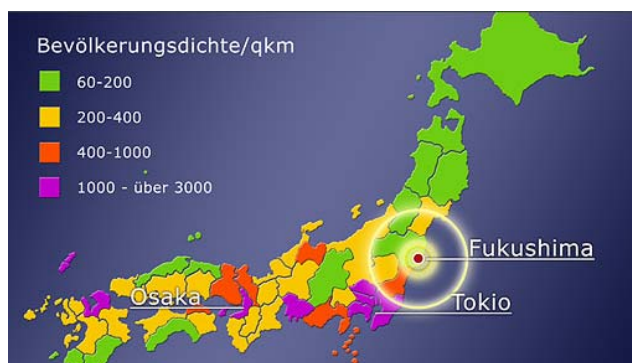 Bevölkerungsdichte/qkm
60-200
200-400
400-1000
1000 - über 3000
Fukushima
Osaka
Tokio